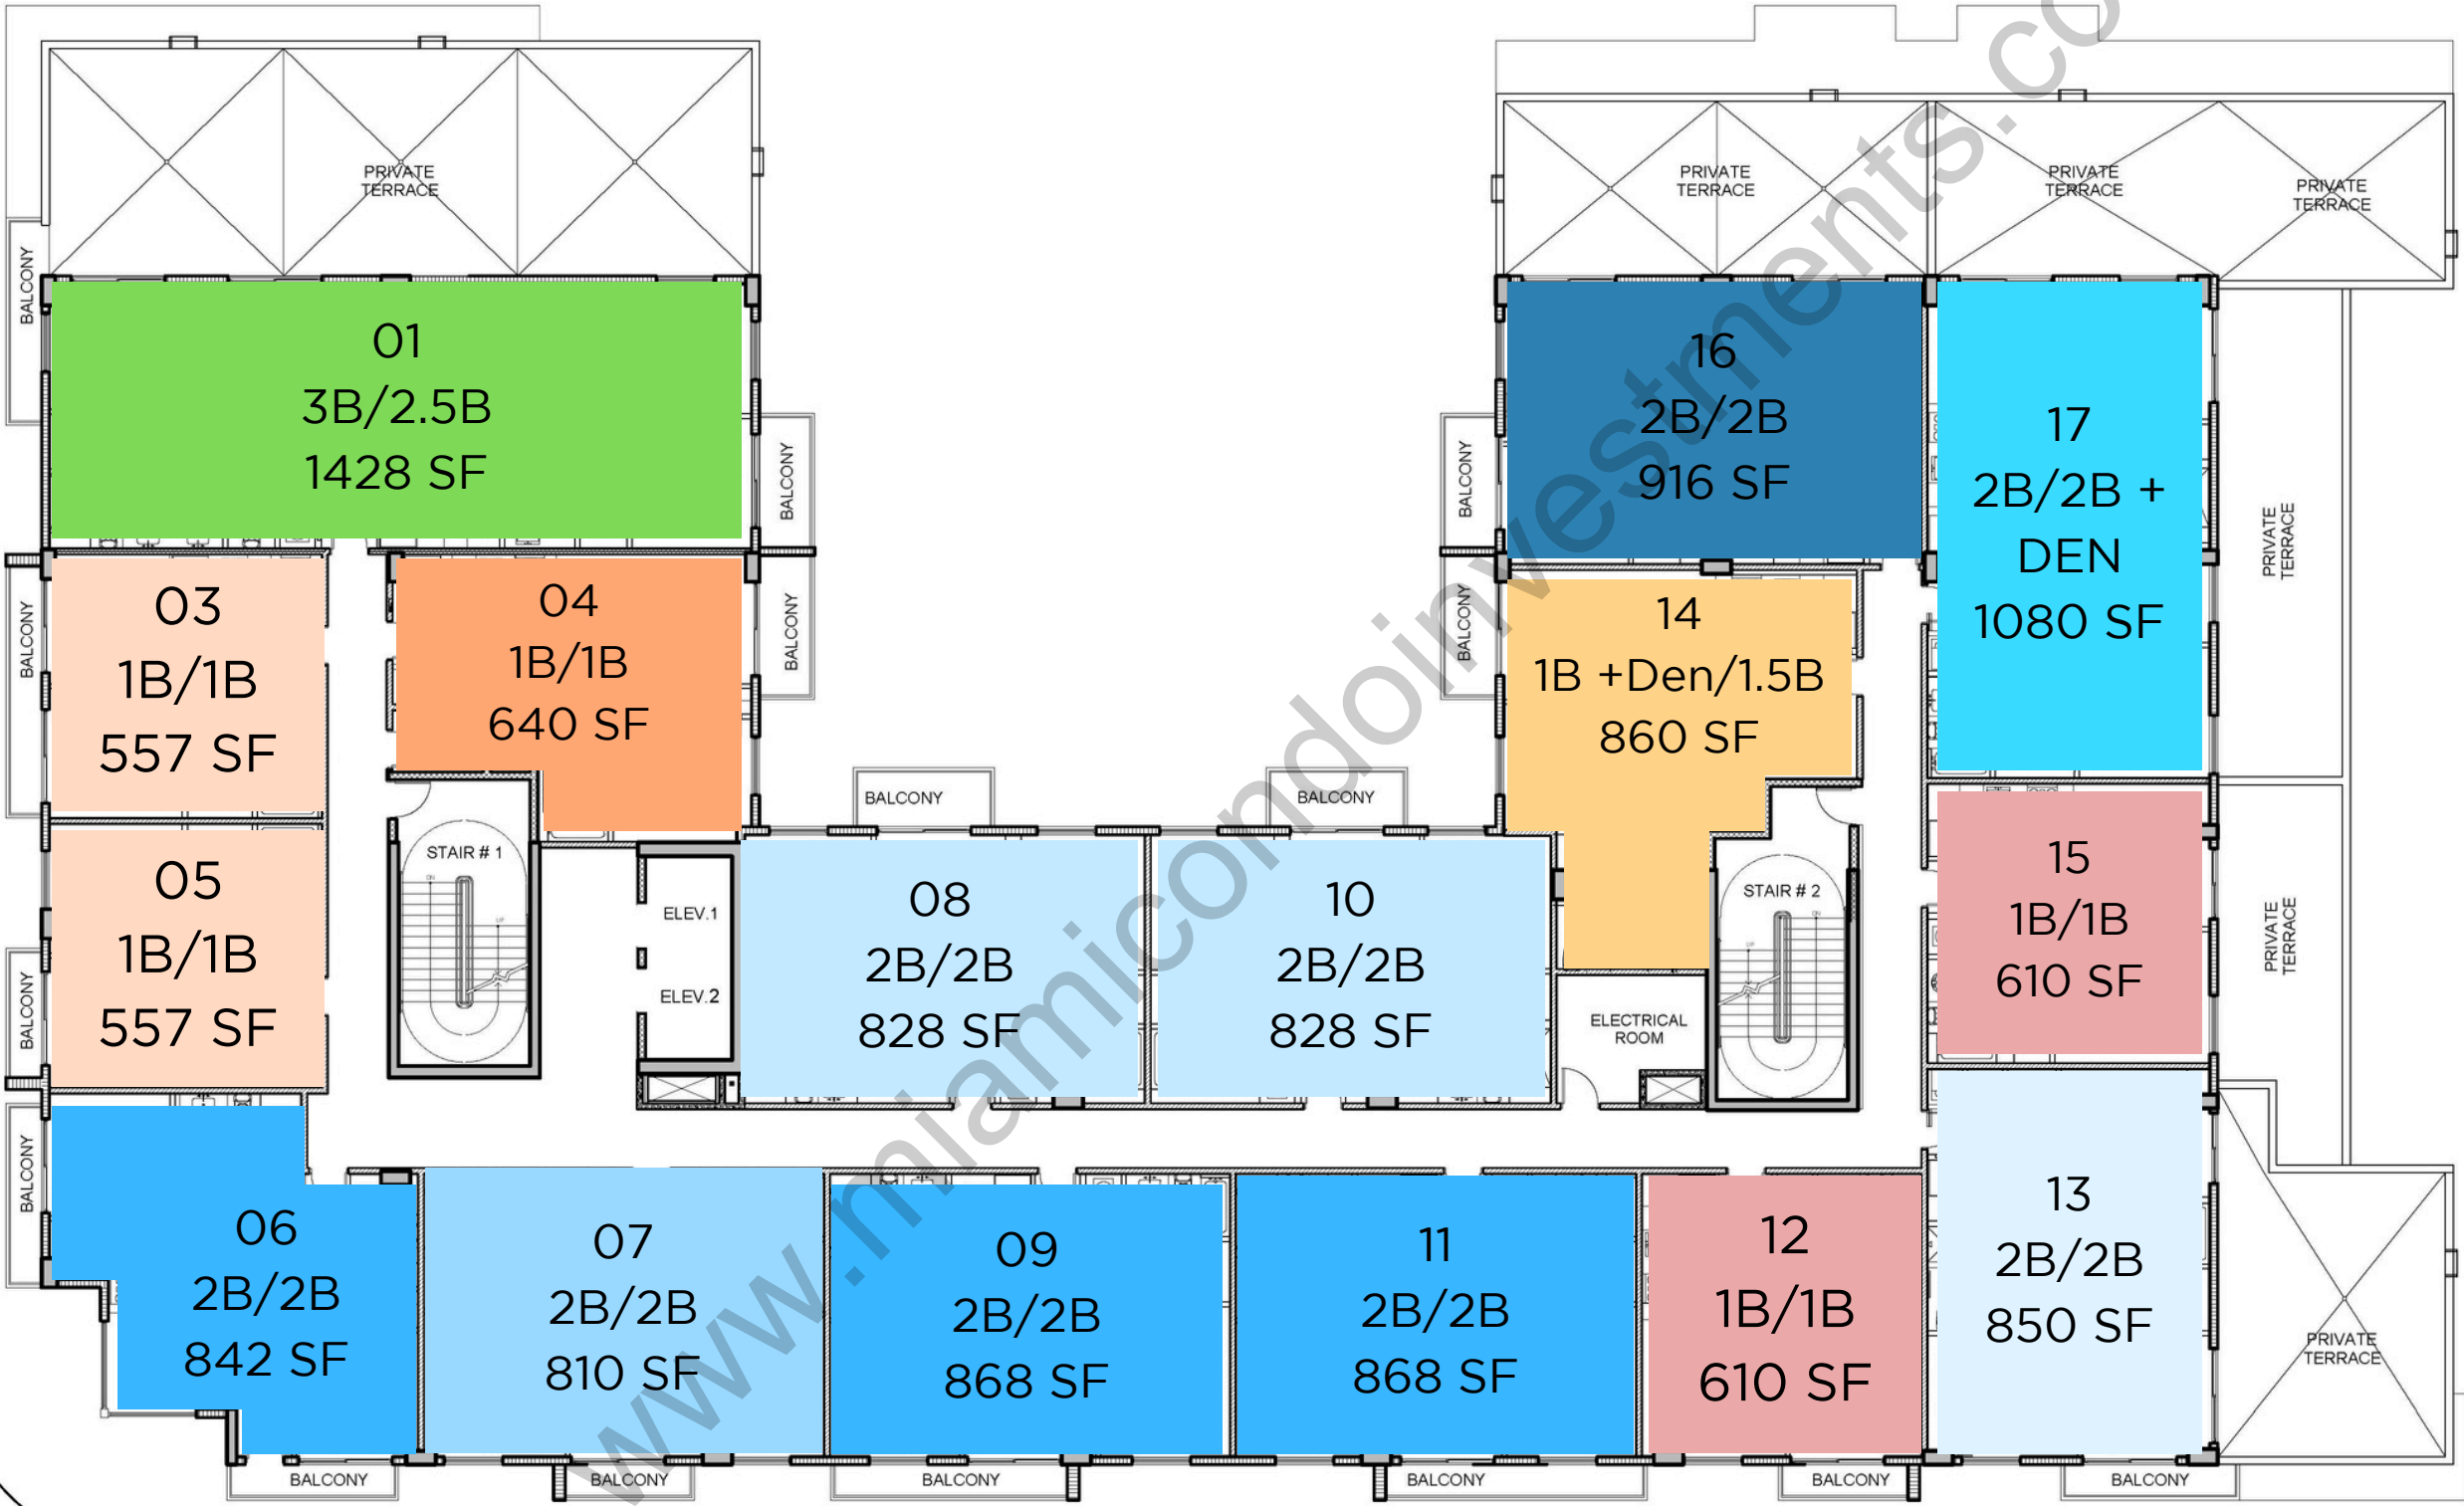 PRIVATE
TERRACE
PRIVATE
TERRACE
PRIVATE
TERRACE
PRIVATE
TERRACE
BALCONY
01
3B/2.5B
1428 SF
BALCONY
BALCONY
16
2B/2B
916 SF
17
2B/2B +
DEN
1080 SF
PRIVATE
TERRACE
BALCONY
03
1B/1B
557 SF
04
1B/1B
640 SF
BALCONY
BALCONY
14
1B +Den/1.5B
860 SF
BALCONY
BALCONY
STAIR # 1
DN
UP
ELEV.1
ELEV.2
05
1B/1B
557 SF
BALCONY
08
2B/2B
828 SF
10
2B/2B
828 SF
STAIR # 2
DN
UP
ELECTRICAL
ROOM
15
1B/1B
610 SF
PRIVATE
TERRACE
BALCONY
06
2B/2B
842 SF
07
2B/2B
810 SF
09
2B/2B
868 SF
11
2B/2B
868 SF
12
1B/1B
610 SF
13
2B/2B
850 SF
PRIVATE
TERRACE
BALCONY
BALCONY
BALCONY
BALCONY
BALCONY
BALCONY
www.miamicondoinvestments.co